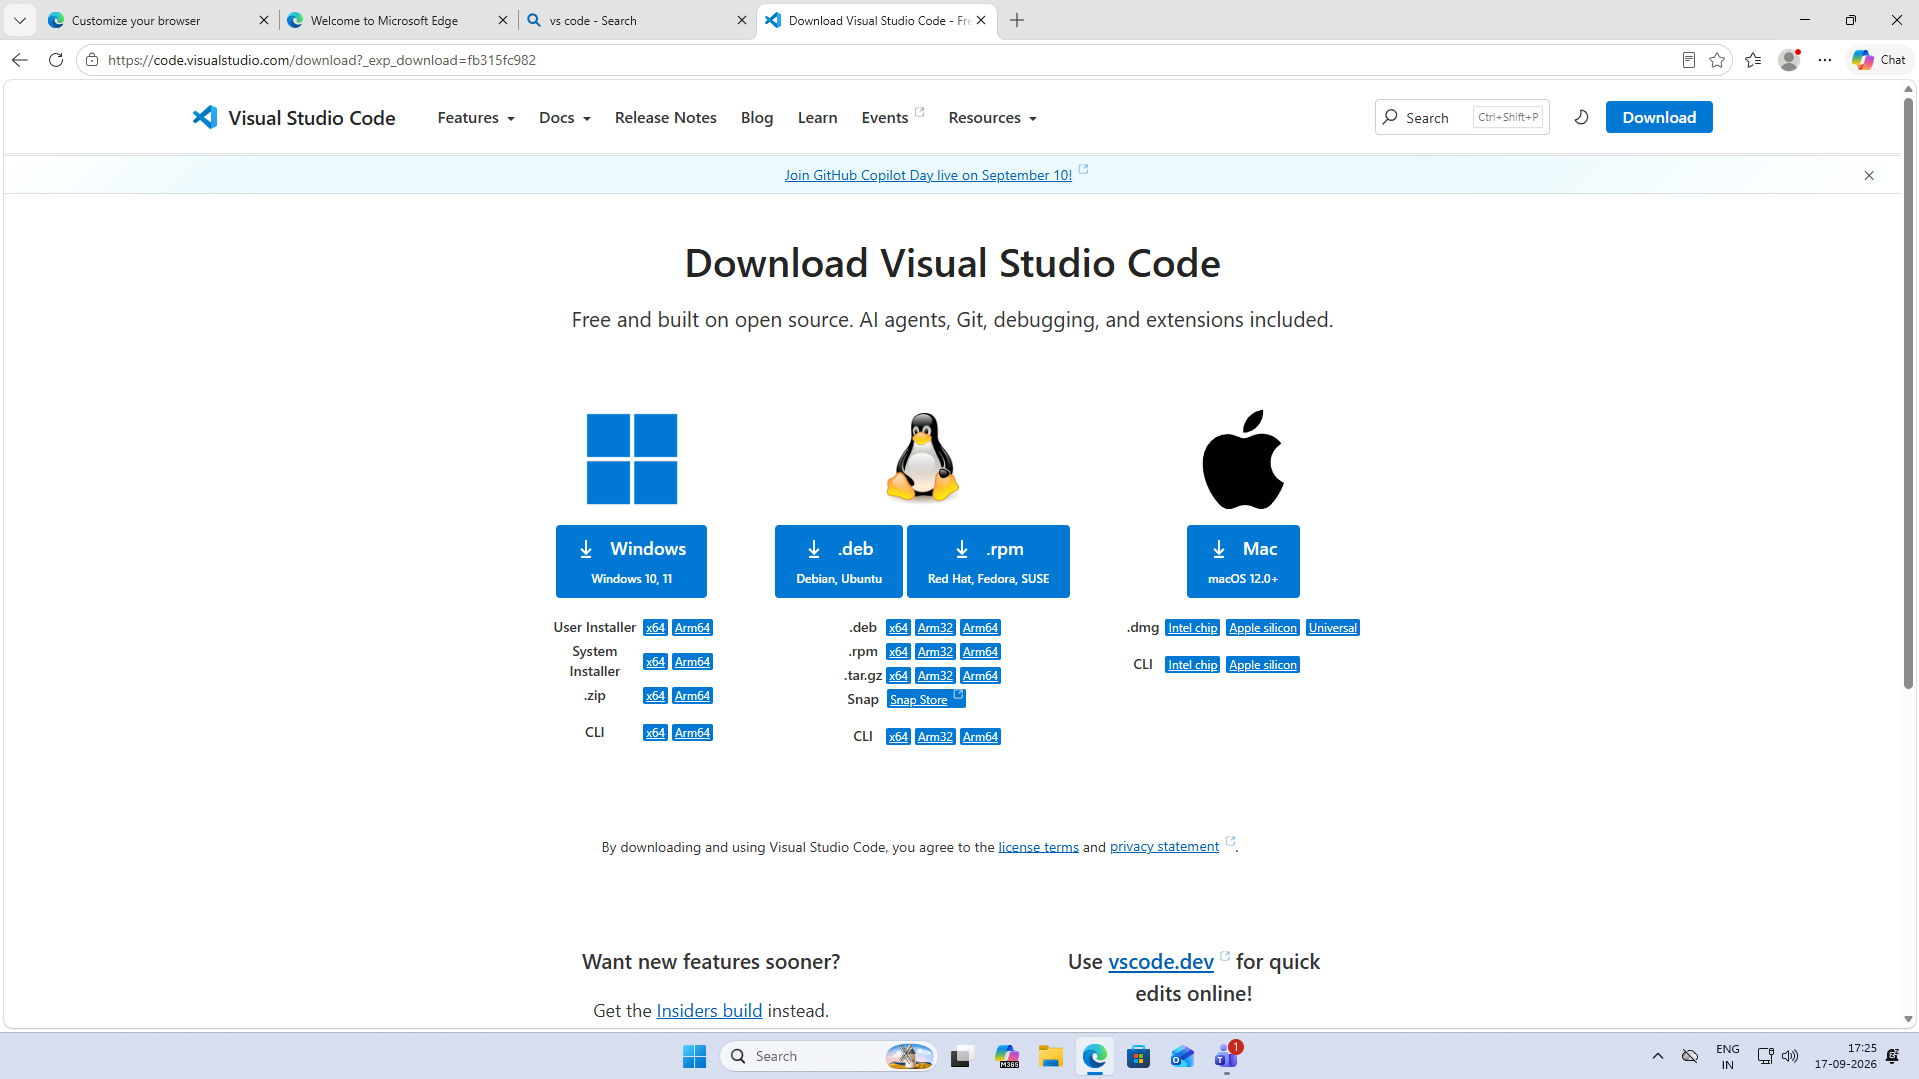 Customize your browser
Welcome to Microsoft Edge
vs code - Search
Download Visual Studio Code - Fre
https://code.visualstudio.com/download?_exp_download=fb315fc982
Chat
Visual Studio Code
Features
Docs
Release Notes
Blog
Learn
Events
Resources
Search
Ctrl+Shift+P
Download
Join GitHub Copilot Day live on September 10!
Download Visual Studio Code
Free and built on open source. AI agents, Git, debugging, and extensions included.
Windows
Windows 10, 11
User Installer x64 Arm64
System
Installer x64 Arm64
.zip x64 Arm64
CLI x64 Arm64
.deb
Debian, Ubuntu
.rpm
Red Hat, Fedora, SUSE
.deb x64 Arm32 Arm64
.rpm x64 Arm32 Arm64
.tar.gz x64 Arm32 Arm64
Snap Snap Store
CLI x64 Arm32 Arm64
Mac
macOS 12.0+
.dmg Intel chip Apple silicon Universal
CLI Intel chip Apple silicon
By downloading and using Visual Studio Code, you agree to the license terms and privacy statement .
Want new features sooner?
Get the Insiders build instead.
Use vscode.dev for quick
edits online!
Search
M365
T
1
ENG
IN
17:25
17-09-2026